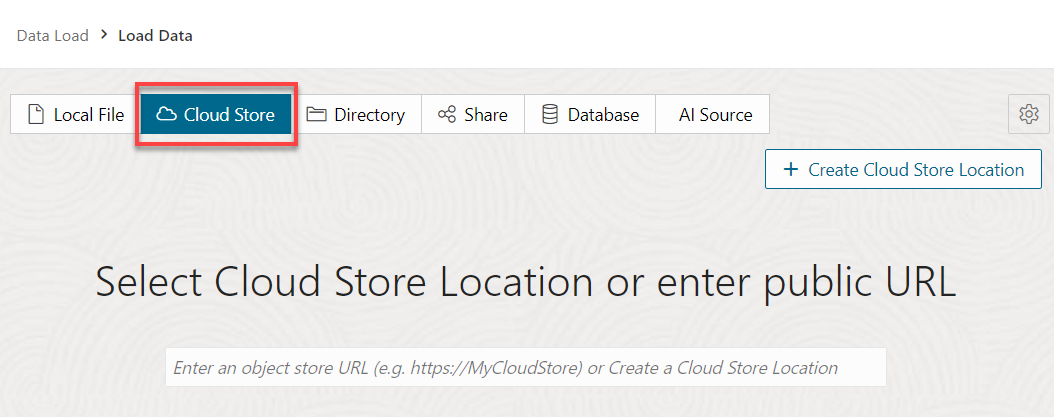 Data Load > Load Data
Local File Cloud Store Directory Share Database AI Source
+ Create Cloud Store Location
Select Cloud Store Location or enter public URL
Enter an object store URL (e.g. https://MyCloudStore) or Create a Cloud Store Location